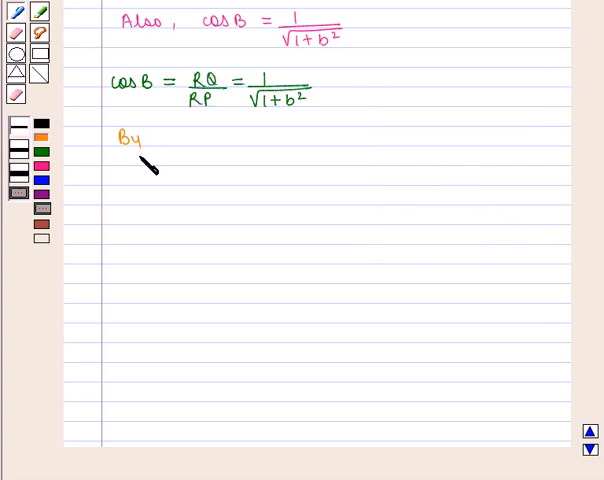 Also, cos B = 1/√1+b²
cos B = RQ/RP = 1/√1+b²
By